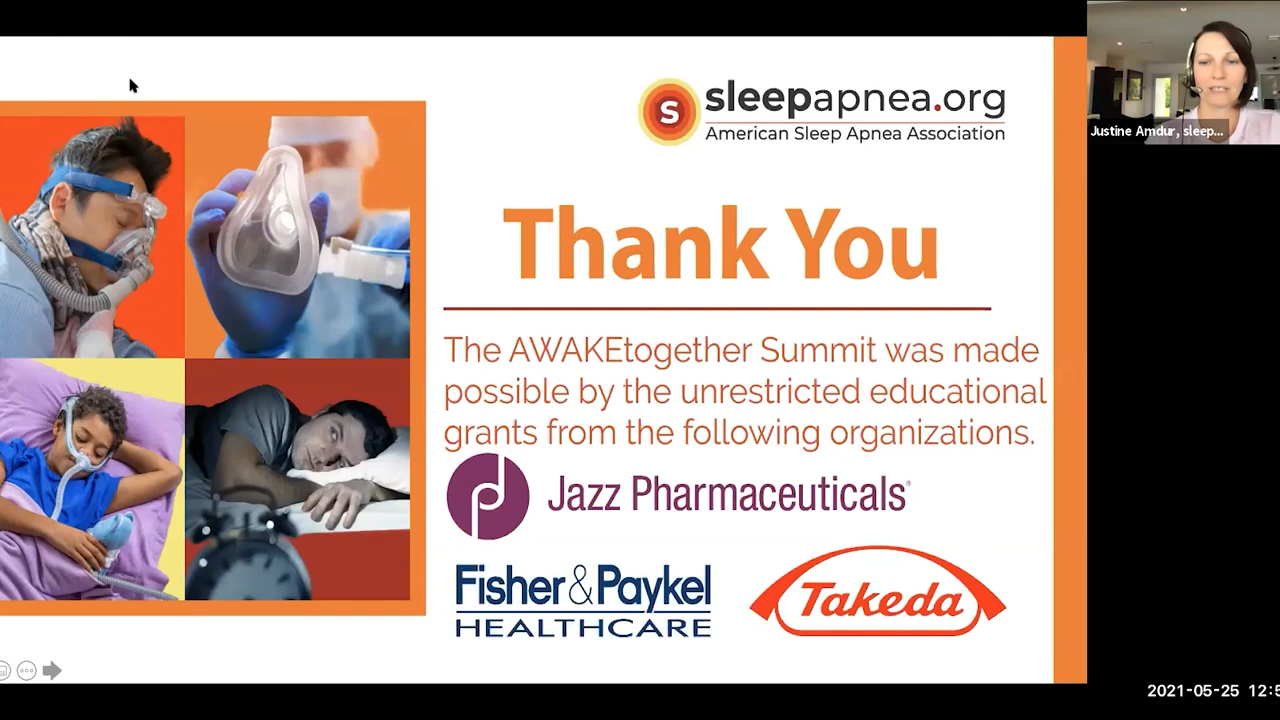 S sleepapnea.org
American Sleep Apnea Association
Justine Amdur, sleep...
Thank You
The AWAKEtogether Summit was made
possible by the unrestricted educational
grants from the following organizations.
Jazz Pharmaceuticals®
Fisher&Paykel
HEALTHCARE
Takeda
2021-05-25 12:5